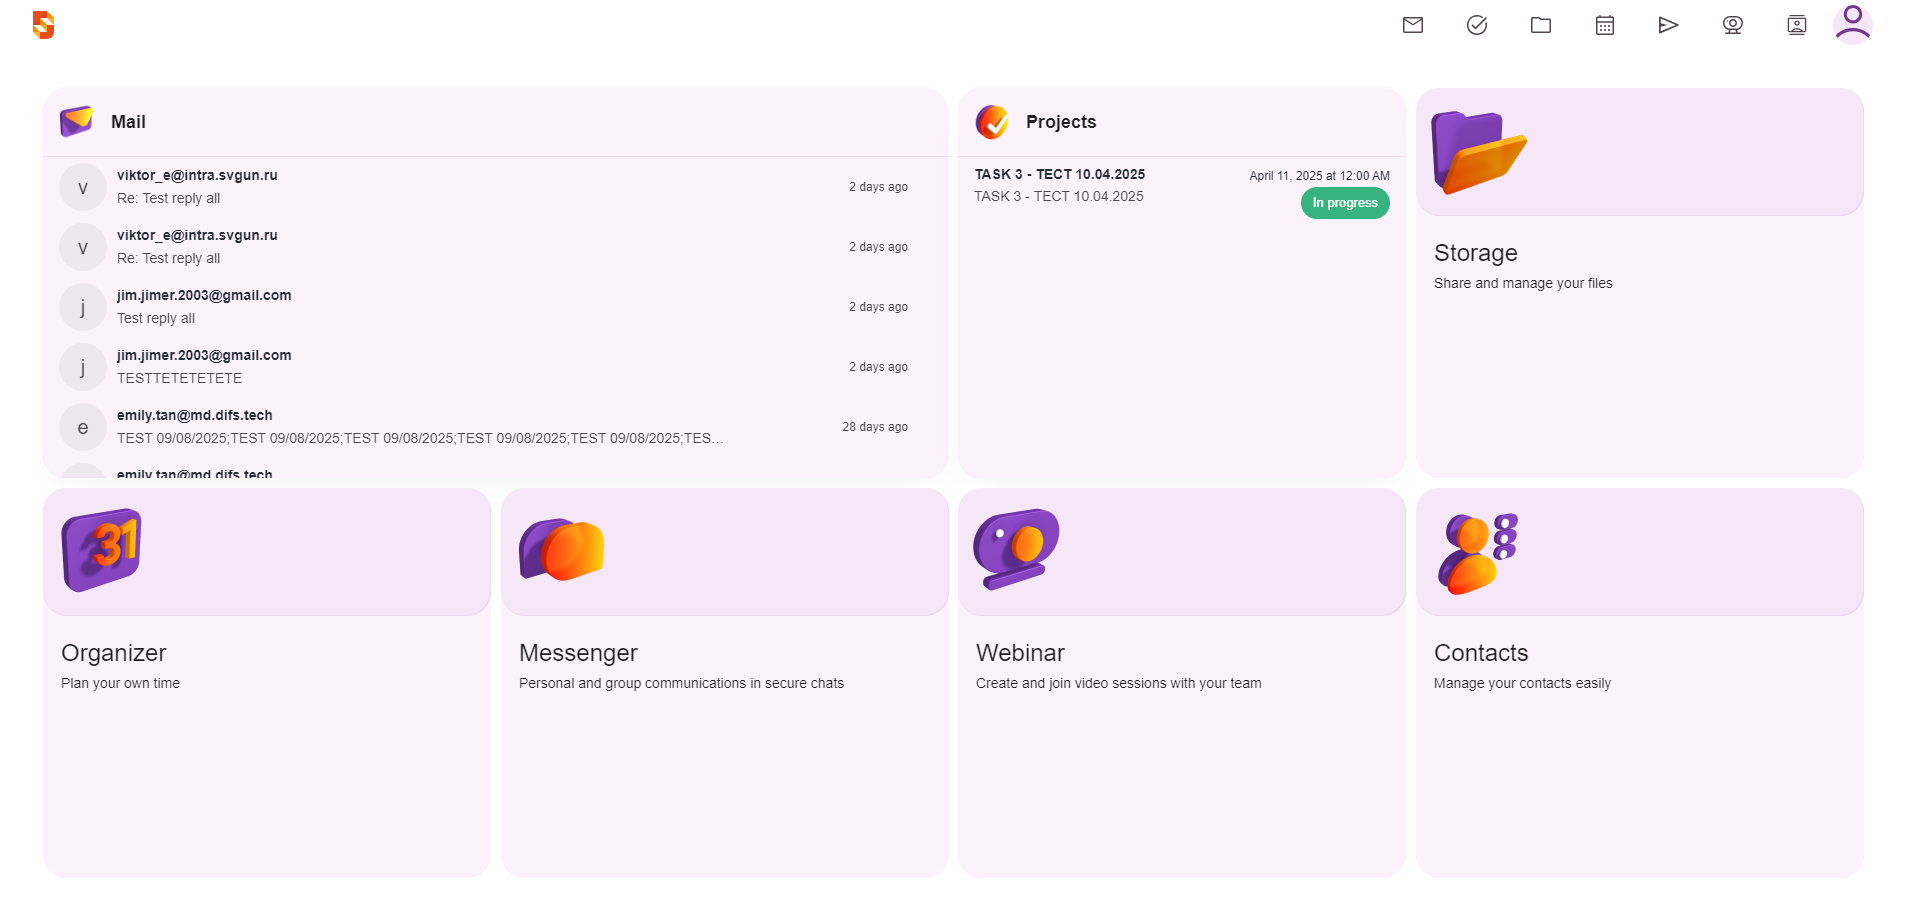 Mail
v
viktor_e@intra.svgun.ru
Re: Test reply all
2 days ago
v
viktor_e@intra.svgun.ru
Re: Test reply all
2 days ago
j
jim.jimer.2003@gmail.com
Test reply all
2 days ago
j
jim.jimer.2003@gmail.com
TESTTETETETETE
2 days ago
e
emily.tan@md.difs.tech
TEST 09/08/2025;TEST 09/08/2025;TEST 09/08/2025;TEST 09/08/2025;TEST 09/08/2025;TES…
28 days ago
emily.tan@md.difs.tech
Projects
TASK 3 - ТЕСТ 10.04.2025
April 11, 2025 at 12:00 AM
TASK 3 - ТЕСТ 10.04.2025
In progress
Storage
Share and manage your files
31
Organizer
Plan your own time
Messenger
Personal and group communications in secure chats
Webinar
Create and join video sessions with your team
Contacts
Manage your contacts easily